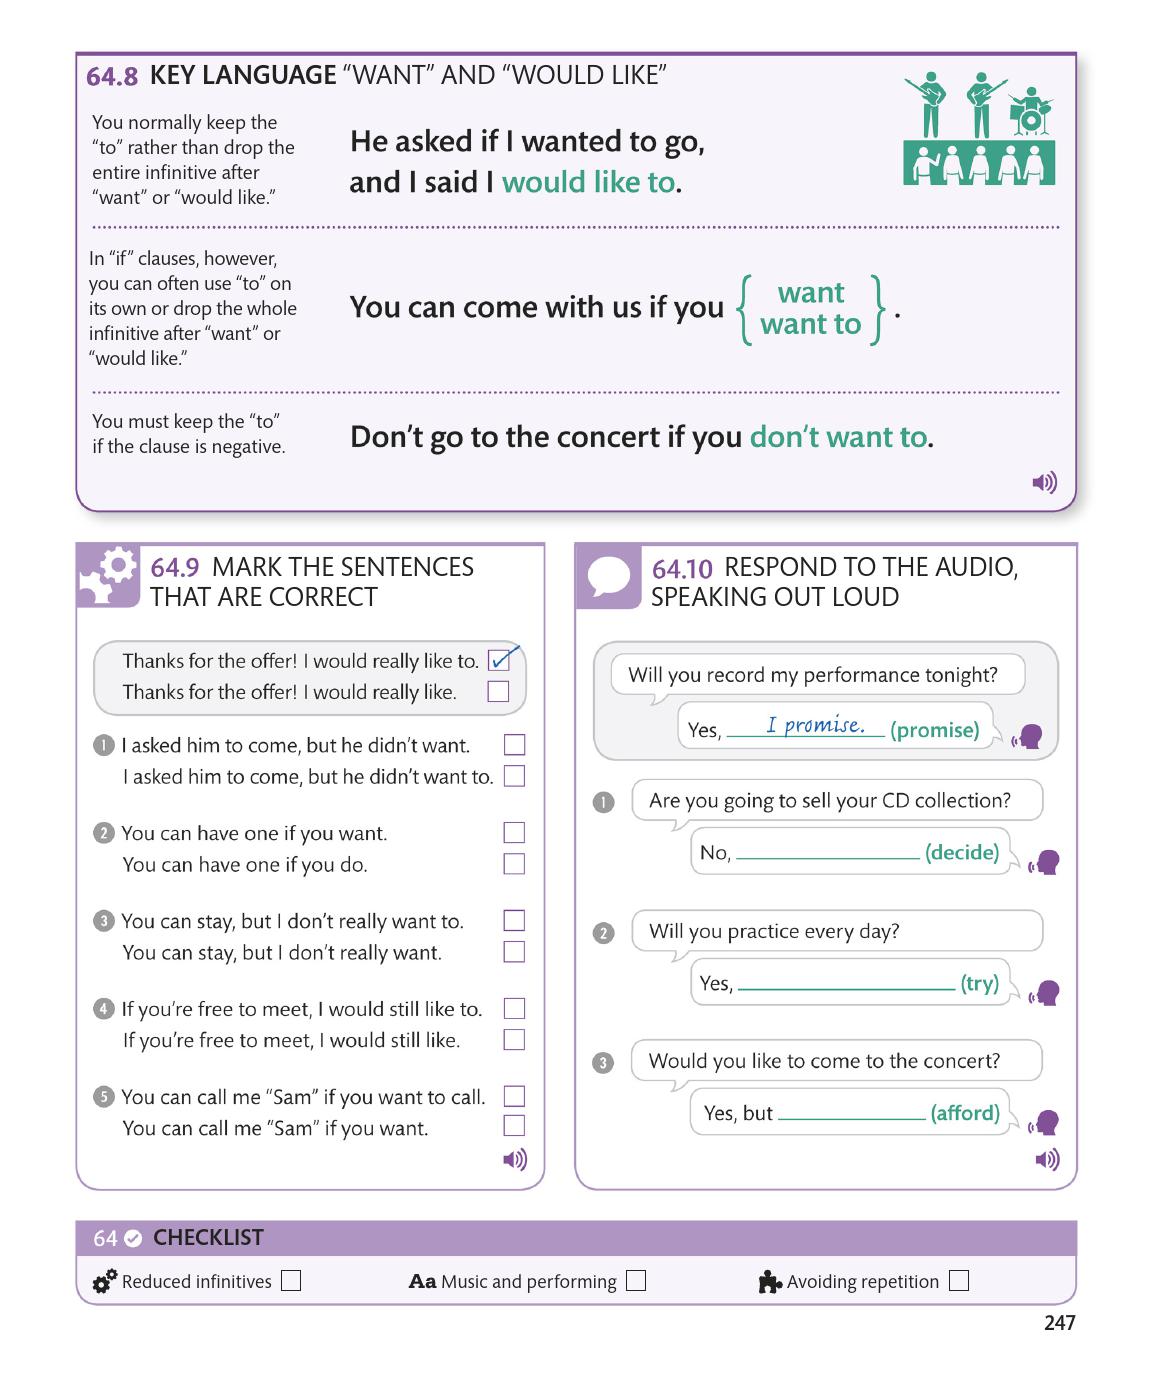 64.8 KEY LANGUAGE “WANT” AND “WOULD LIKE”
You normally keep the
“to” rather than drop the
entire infinitive after
“want” or “would like.”
He asked if I wanted to go,
and I said I would like to.
In “if” clauses, however,
you can often use “to” on
its own or drop the whole
infinitive after “want” or
“would like.”
You can come with us if you { want
want to } .
You must keep the “to”
if the clause is negative.
Don’t go to the concert if you don’t want to.
64.9 MARK THE SENTENCES
THAT ARE CORRECT
Thanks for the offer! I would really like to.
Thanks for the offer! I would really like.
1 I asked him to come, but he didn’t want.
I asked him to come, but he didn’t want to.
2 You can have one if you want.
You can have one if you do.
3 You can stay, but I don’t really want to.
You can stay, but I don’t really want.
4 If you’re free to meet, I would still like to.
If you’re free to meet, I would still like.
5 You can call me “Sam” if you want to call.
You can call me “Sam” if you want.
64.10 RESPOND TO THE AUDIO,
SPEAKING OUT LOUD
Will you record my performance tonight?
Yes, I promise. (promise)
1 Are you going to sell your CD collection?
No, (decide)
2 Will you practice every day?
Yes, (try)
3 Would you like to come to the concert?
Yes, but (afford)
64 CHECKLIST
Reduced infinitives Aa Music and performing Avoiding repetition
247